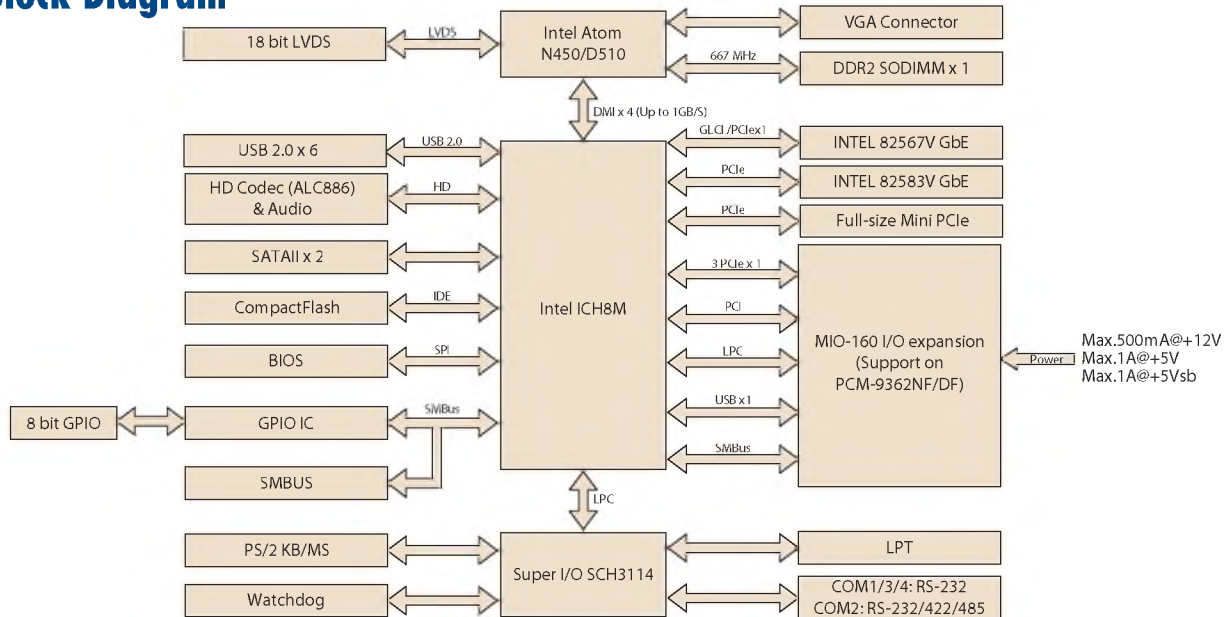 Block Diagram
18 bit LVDS
LVDS
Intel Atom
N450/D510
VGA Connector
667 MHz
DDR2 SODIMM x 1
DMI x 4 (Up to 1GB/S)
USB 2.0 x 6
USB 2.0
GLCI /PCIex1
INTEL 82567V GbE
HD Codec (ALC886)
& Audio
HD
PCIe
INTEL 82583V GbE
PCIe
Full-size Mini PCIe
SATAII x 2
3 PCIe x 1
CompactFlash
IDE
Intel ICH8M
PCI
MIO-160 I/O expansion
(Support on
PCM-9362NF/DF)
Power
Max.500mA@+12V
Max.1A@+5V
Max.1A@+5Vsb
BIOS
SPI
LPC
8 bit GPIO
GPIO IC
SMBus
USB x1
SMBUS
SMBus
LPC
PS/2 KB/MS
Super I/O SCH3114
LPT
Watchdog
COM1/3/4: RS-232
COM2: RS-232/422/485